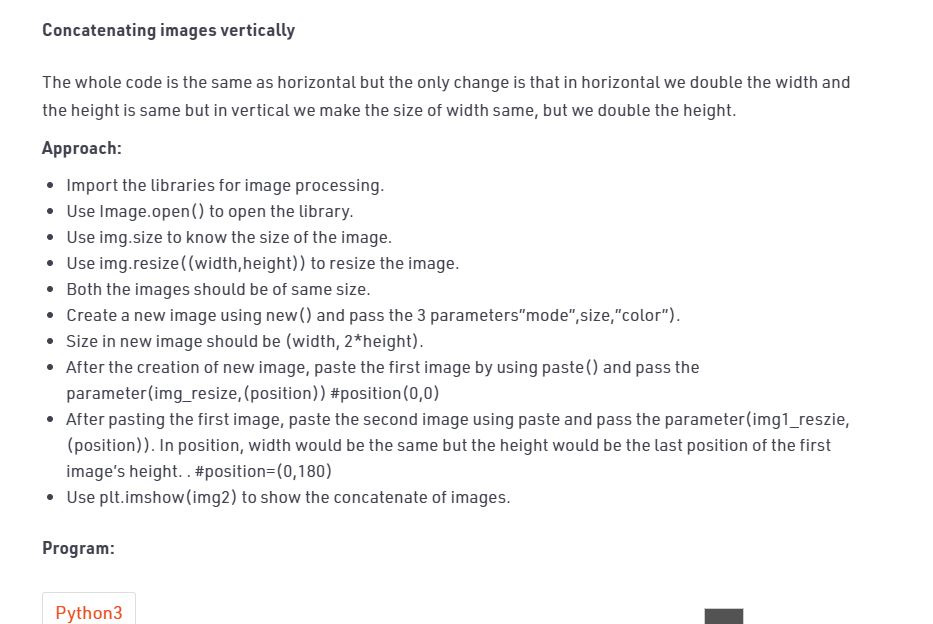 Concatenating images vertically
The whole code is the same as horizontal but the only change is that in horizontal we double the width and
the height is same but in vertical we make the size of width same, but we double the height.
Approach:
• Import the libraries for image processing.
• Use Image.open() to open the library.
• Use img.size to know the size of the image.
• Use img.resize((width,height)) to resize the image.
• Both the images should be of same size.
• Create a new image using new() and pass the 3 parameters”mode”,size,”color”).
• Size in new image should be (width, 2*height).
• After the creation of new image, paste the first image by using paste() and pass the
parameter(img_resize,(position)) #position(0,0)
• After pasting the first image, paste the second image using paste and pass the parameter(img1_reszie,
(position)). In position, width would be the same but the height would be the last position of the first
image’s height. . #position=(0,180)
• Use plt.imshow(img2) to show the concatenate of images.
Program:
Python3